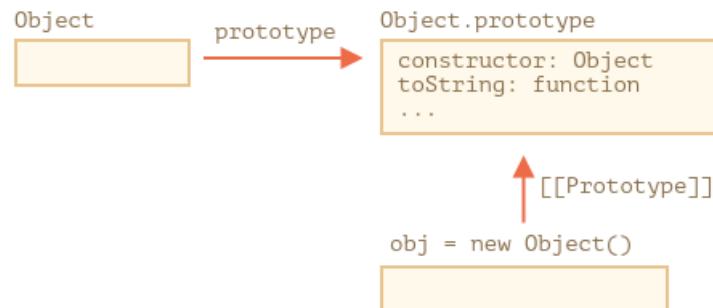 Object
prototype
Object.prototype
constructor: Object
toString: function
...
[[Prototype]]
obj = new Object()